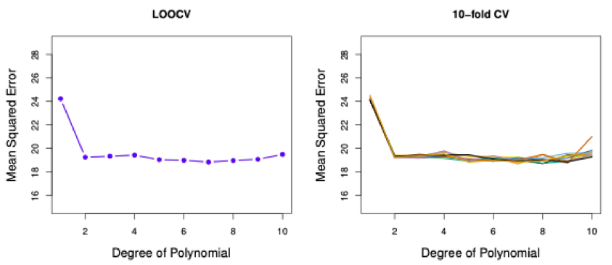 LOOCV
Mean Squared Error
28
26
24
22
20
18
16
2 4 6 8 10
Degree of Polynomial
10-fold CV
Mean Squared Error
28
26
24
22
20
18
16
2 4 6 8 10
Degree of Polynomial